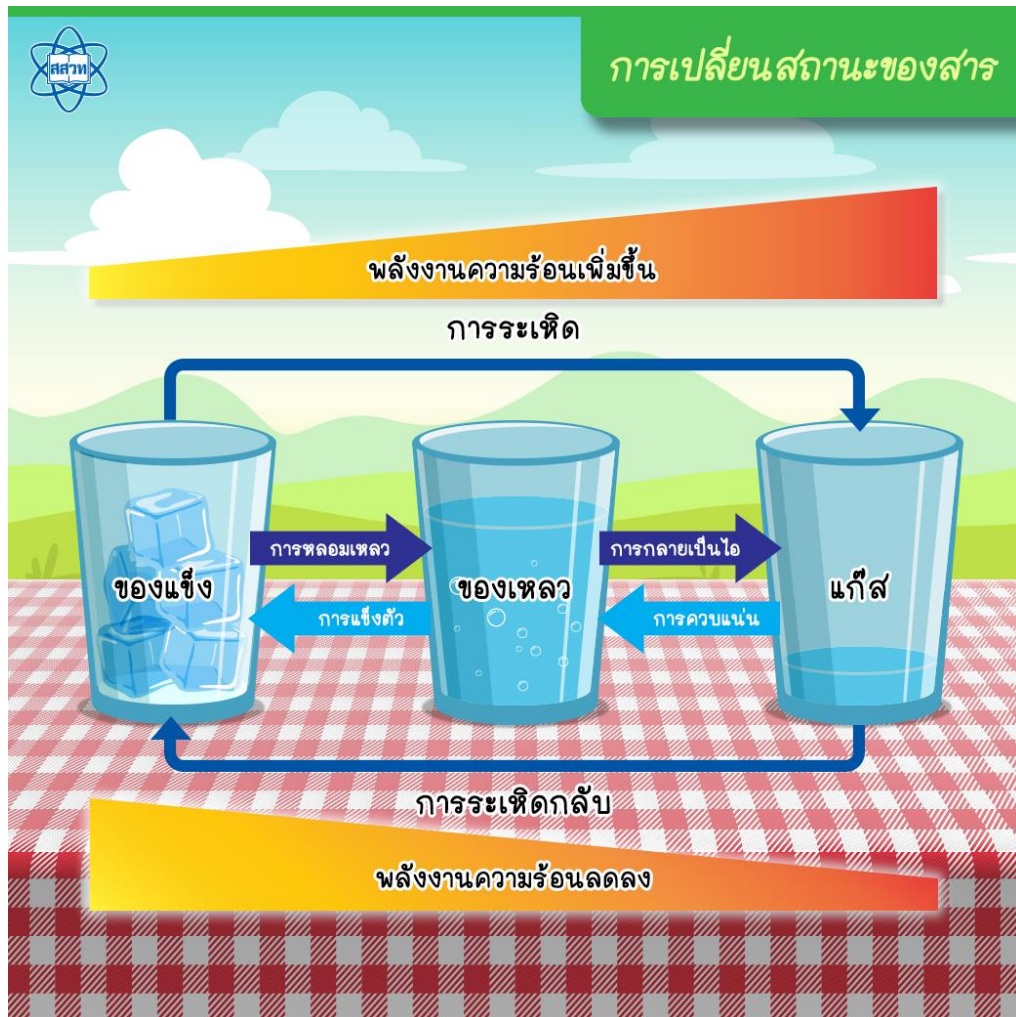 สสวท
การเปลี่ยนสถานะของสาร
พลังงานความร้อนเพิ่มขึ้น
การระเหิด
การหลอมเหลว
การกลายเป็นไอ
ของแข็ง
ของเหลว
แก๊ส
การแข็งตัว
การควบแน่น
การระเหิดกลับ
พลังงานความร้อนลดลง